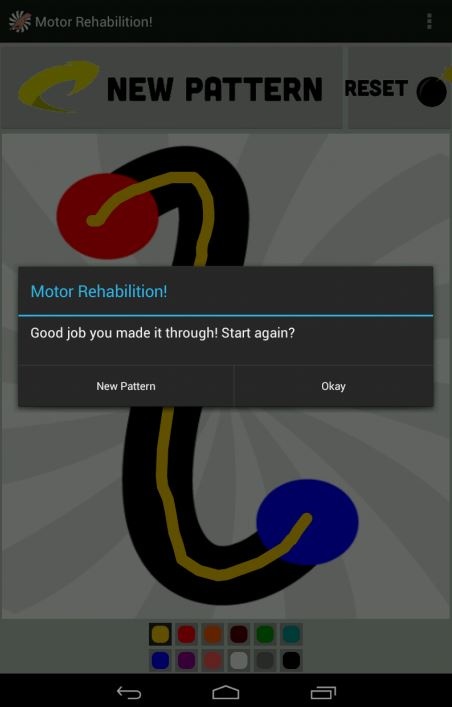 Motor Rehabilition!
NEW PATTERN
RESET
Motor Rehabilition!
Good job you made it through! Start again?
New Pattern
Okay